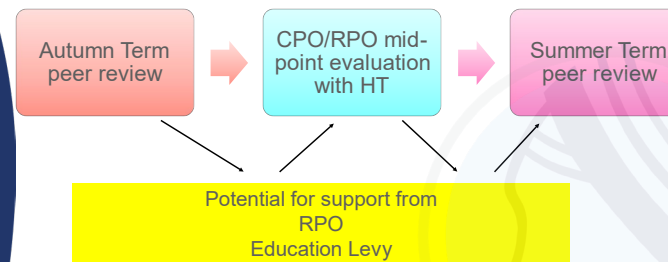 Autumn Term
peer review
CPO/RPO mid-
point evaluation
with HT
Summer Term
peer review
Potential for support from
RPO
Education Levy